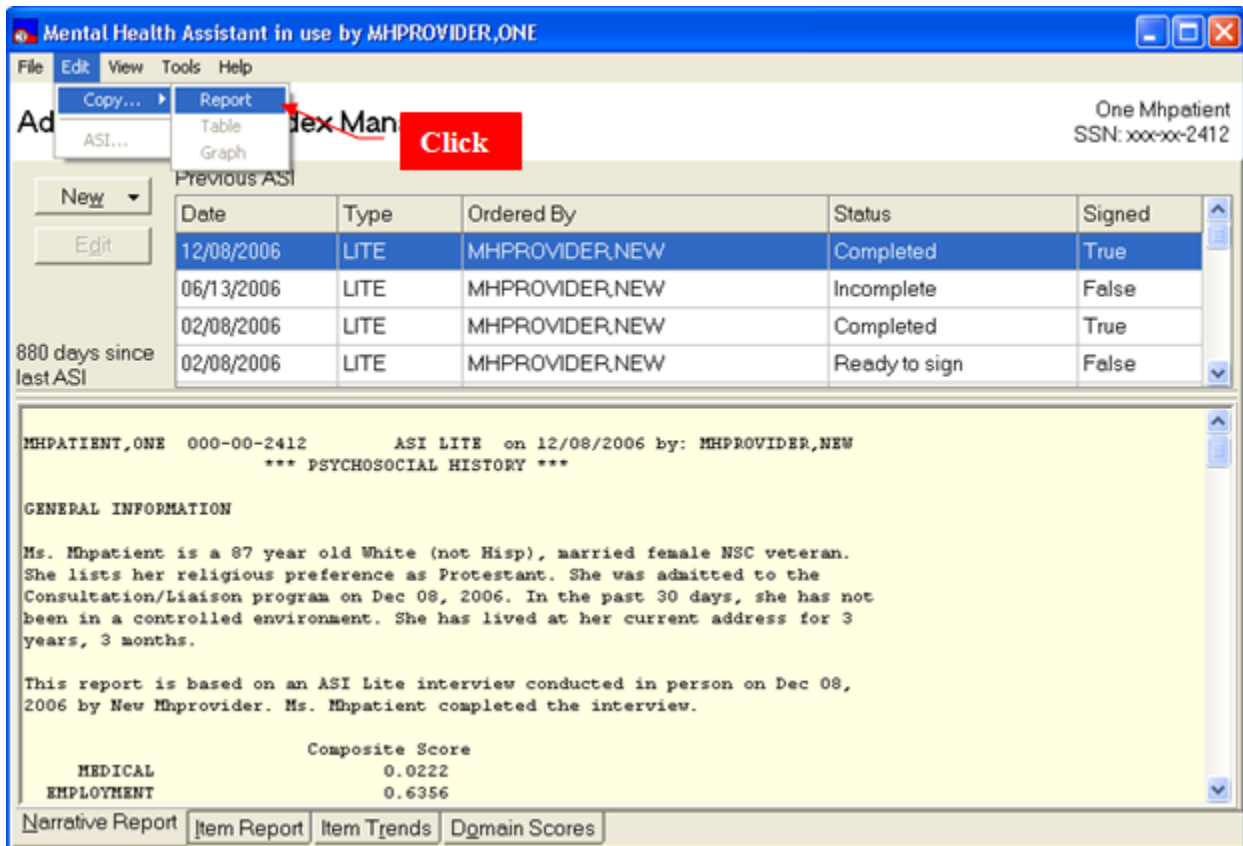 Mental Health Assistant in use by MHPROVIDER,ONE
File Edit View Tools Help
Copy... Report
Table
ASI...
Graph
Ad dex Man
Click
One Mhpatient
SSN: xxx-xx-2412
New
Edit
880 days since
last ASI
Previous ASI
Date Type Ordered By Status Signed
12/08/2006 LITE MHPROVIDER,NEW Completed True
06/13/2006 LITE MHPROVIDER,NEW Incomplete False
02/08/2006 LITE MHPROVIDER,NEW Completed True
02/08/2006 LITE MHPROVIDER,NEW Ready to sign False
MHPATIENT,ONE 000-00-2412 ASI LITE on 12/08/2006 by: MHPROVIDER,NEW
*** PSYCHOSOCIAL HISTORY ***
GENERAL INFORMATION
Ms. Mhpatient is a 87 year old White (not Hisp), married female NSC veteran.
She lists her religious preference as Protestant. She was admitted to the
Consultation/Liaison program on Dec 08, 2006. In the past 30 days, she has not
been in a controlled environment. She has lived at her current address for 3
years, 3 months.
This report is based on an ASI Lite interview conducted in person on Dec 08,
2006 by New Mhprovider. Ms. Mhpatient completed the interview.
Composite Score
MEDICAL 0.0222
EMPLOYMENT 0.6356
Narrative Report Item Report Item Trends Domain Scores